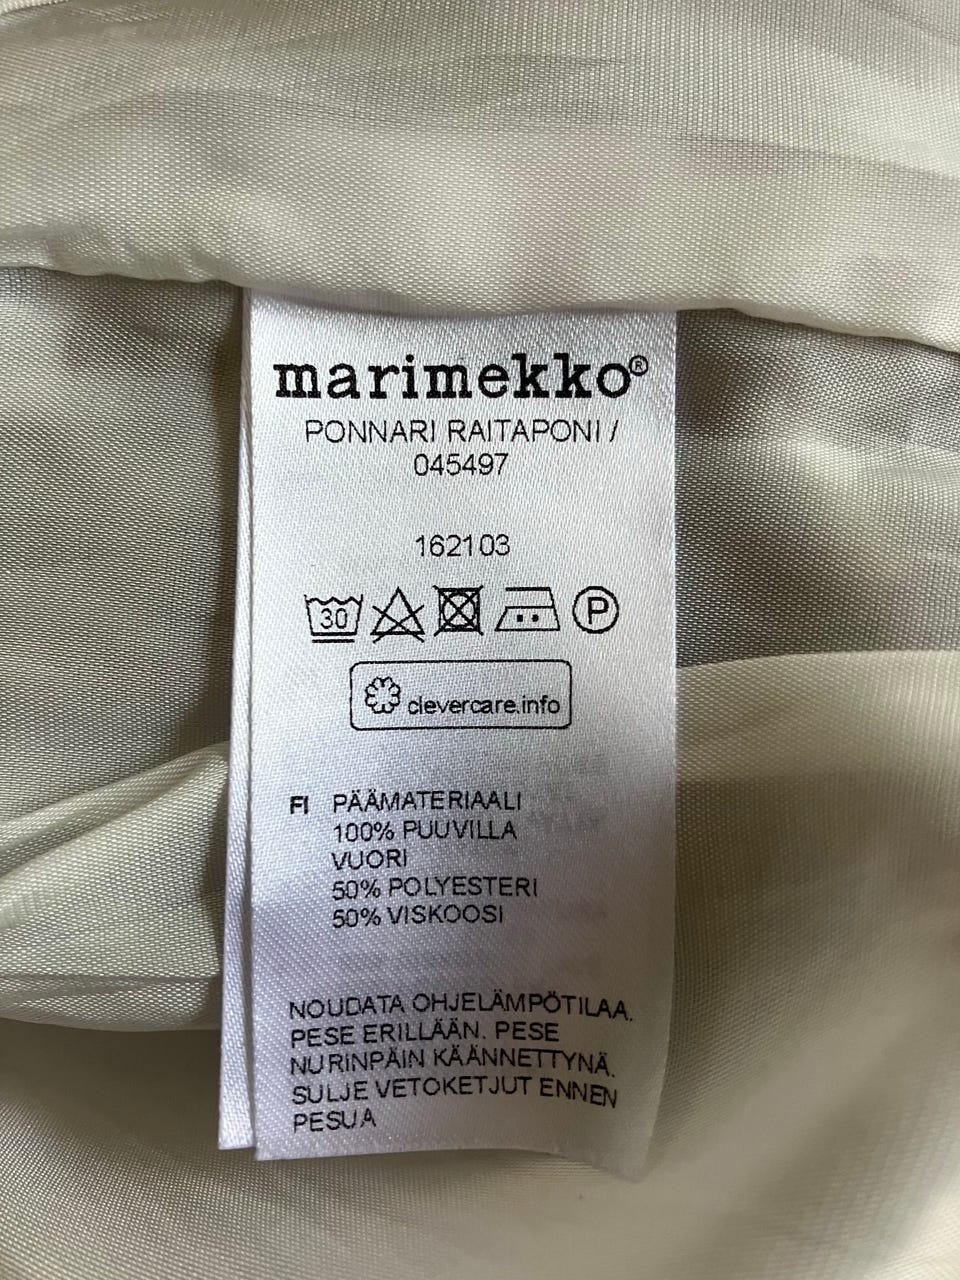 marimekko®
PONNARI RAITAPONI /
045497
162103
30 P
clevercare.info
FI PÄÄMATERIAALI
100% PUUVILLA
VUORI
50% POLYESTERI
50% VISKOOSI
NOUDATA OHJELÄMPÖTILAA.
PESE ERILLÄÄN. PESE
NURINPÄIN KÄÄNNETTYNÄ.
SULJE VETOKETJUT ENNEN
PESUA